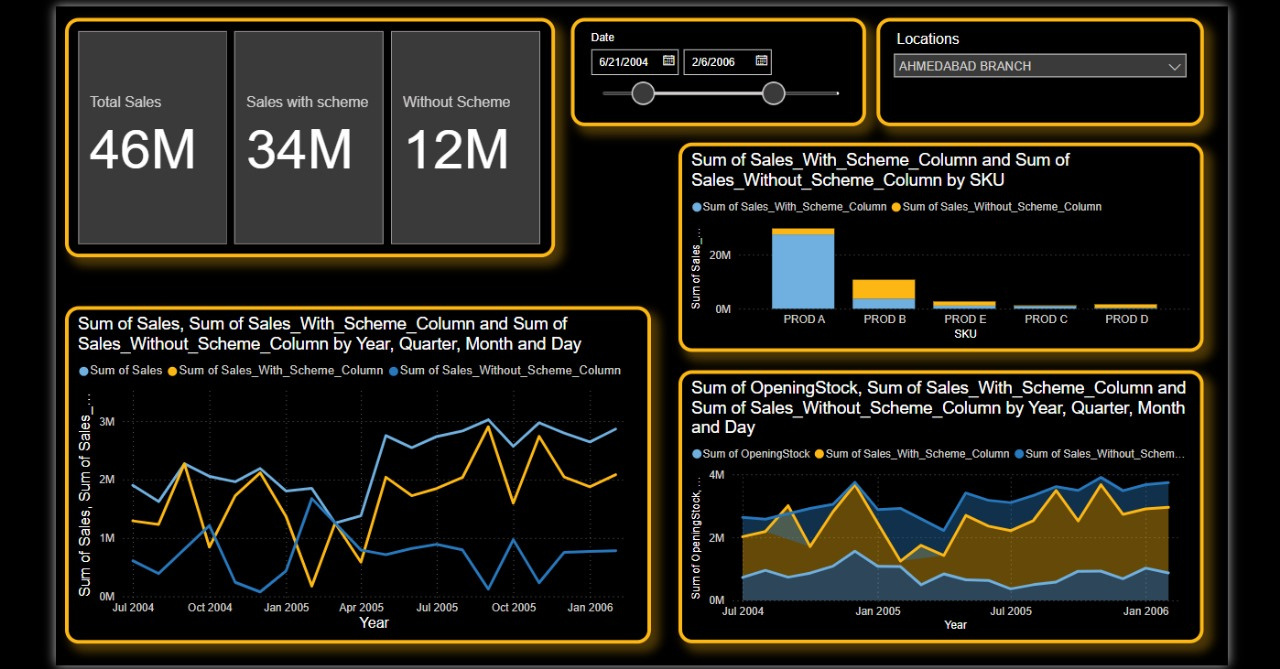 Total Sales
46M
Sales with scheme
34M
Without Scheme
12M
Date
6/21/2004
2/6/2006
Locations
AHMEDABAD BRANCH
Sum of Sales_With_Scheme_Column and Sum of
Sales_Without_Scheme_Column by SKU
Sum of Sales_With_Scheme_Column Sum of Sales_Without_Scheme_Column
Sum of Sales_...
20M
0M
PROD A PROD B PROD E PROD C PROD D
SKU
Sum of Sales, Sum of Sales_With_Scheme_Column and Sum of
Sales_Without_Scheme_Column by Year, Quarter, Month and Day
Sum of Sales Sum of Sales_With_Scheme_Column Sum of Sales_Without_Scheme_Column
Sum of Sales, Sum of Sales_...
3M
2M
1M
0M
Jul 2004 Oct 2004 Jan 2005 Apr 2005 Jul 2005 Oct 2005 Jan 2006
Year
Sum of OpeningStock, Sum of Sales_With_Scheme_Column and
Sum of Sales_Without_Scheme_Column by Year, Quarter, Month
and Day
Sum of OpeningStock Sum of Sales_With_Scheme_Column Sum of Sales_Without_Schem...
Sum of OpeningStock, ...
4M
2M
0M
Jul 2004 Jan 2005 Jul 2005 Jan 2006
Year